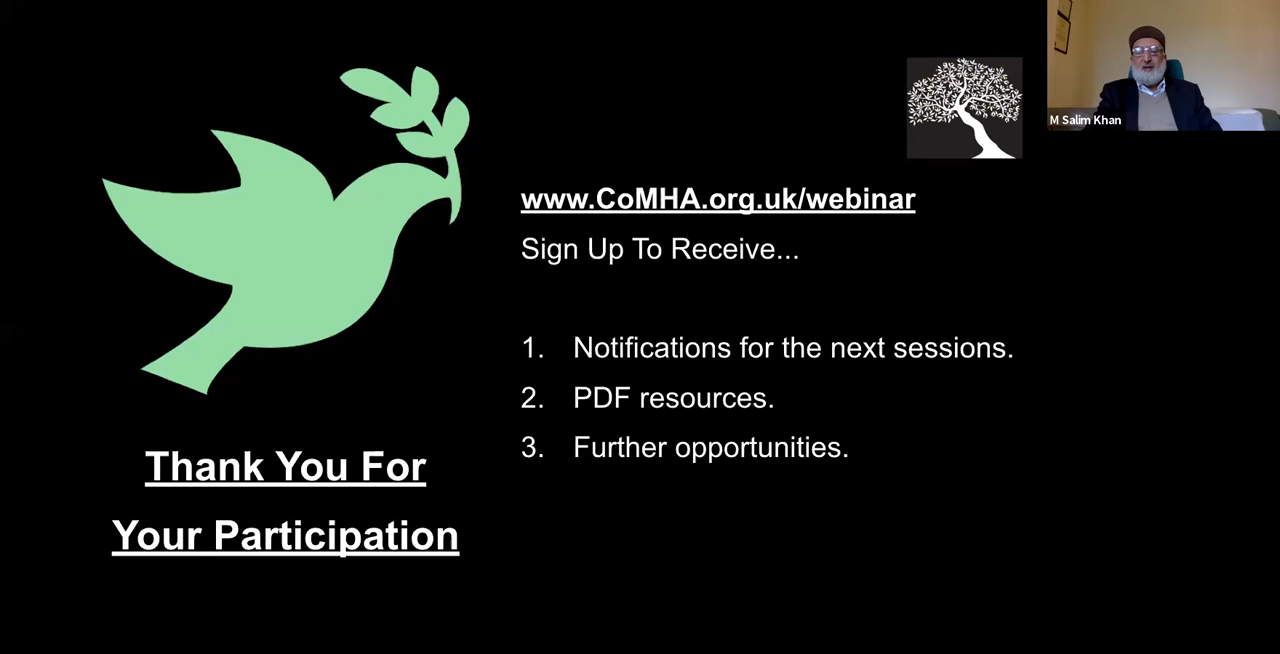 M Salim Khan
www.CoMHA.org.uk/webinar
Sign Up To Receive...
1. Notifications for the next sessions.
2. PDF resources.
3. Further opportunities.
Thank You For
Your Participation